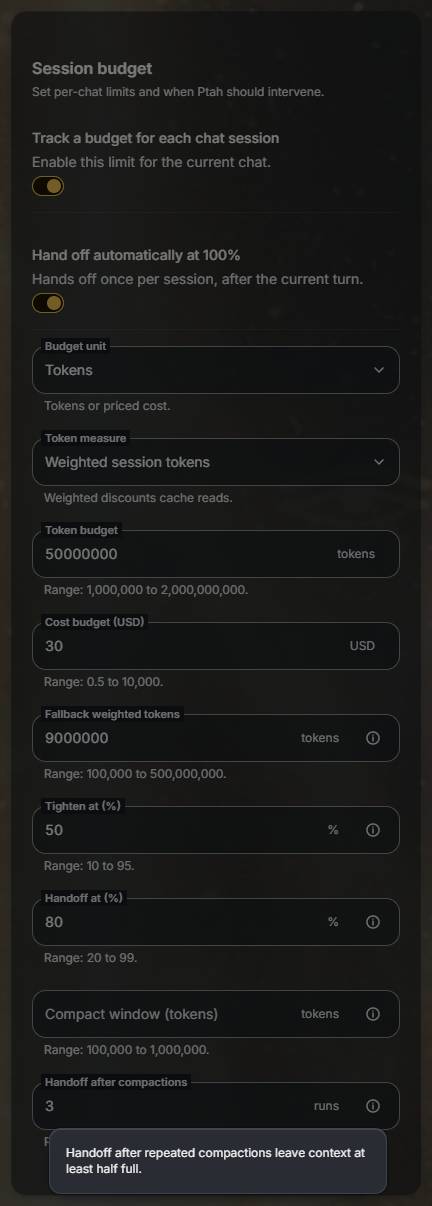 Session budget
Set per-chat limits and when Ptah should intervene.
Track a budget for each chat session
Enable this limit for the current chat.
Hand off automatically at 100%
Hands off once per session, after the current turn.
Budget unit
Tokens
Tokens or priced cost.
Token measure
Weighted session tokens
Weighted discounts cache reads.
Token budget
50000000 tokens
Range: 1,000,000 to 2,000,000,000.
Cost budget (USD)
30 USD
Range: 0.5 to 10,000.
Fallback weighted tokens
9000000 tokens
Range: 100,000 to 500,000,000.
Tighten at (%)
50 %
Range: 10 to 95.
Handoff at (%)
80 %
Range: 20 to 99.
Compact window (tokens) tokens
Range: 100,000 to 1,000,000.
Handoff after compactions
3 runs
Handoff after repeated compactions leave context at
least half full.